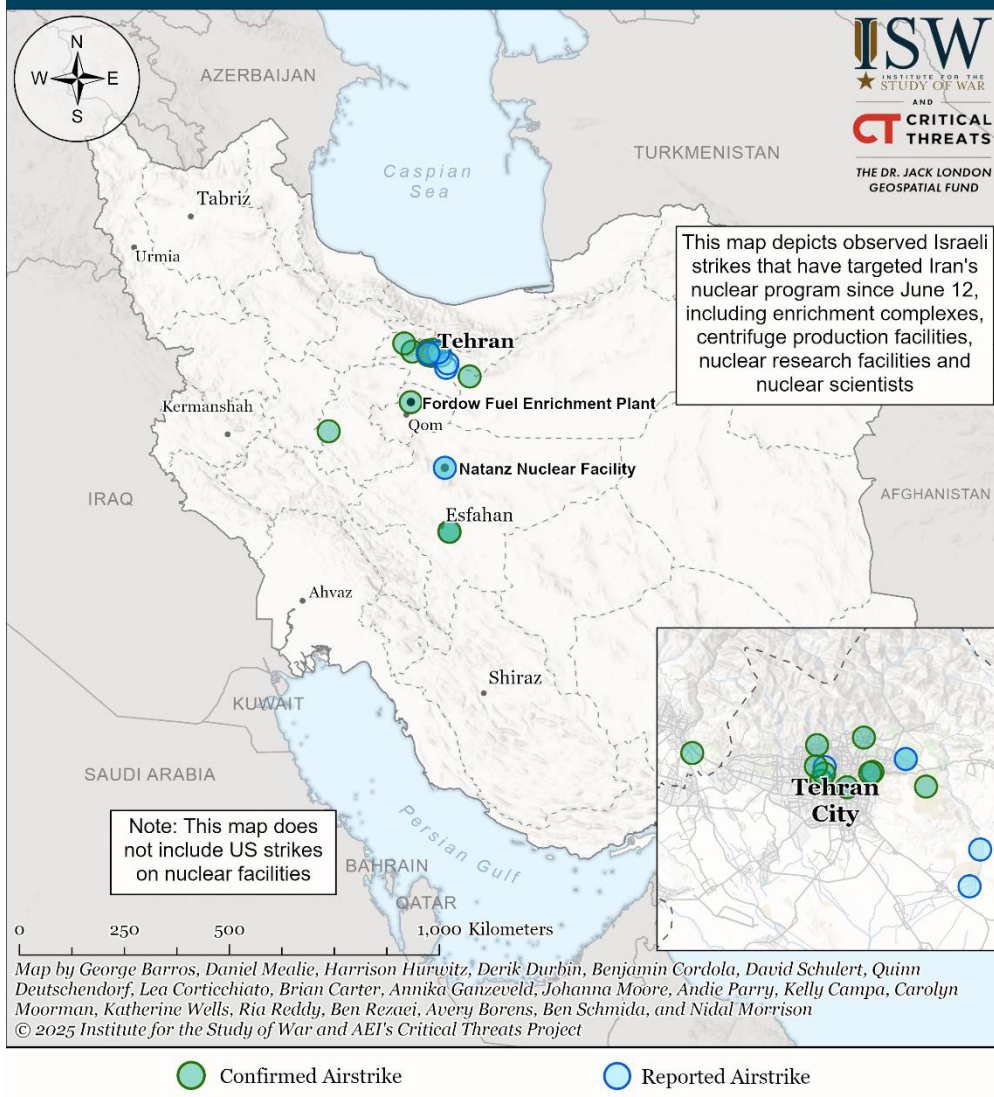 N
W
E
S
AZERBAIJAN
ISW
INSTITUTE FOR THE
STUDY OF WAR
AND
CT CRITICAL
THREATS
THE DR. JACK LONDON
GEOSPATIAL FUND
TURKMENISTAN
Caspian
Sea
Tabriz
Urmia
This map depicts observed Israeli
strikes that have targeted Iran's
nuclear program since June 12,
including enrichment complexes,
centrifuge production facilities,
nuclear research facilities and
nuclear scientists
Tehran
Fordow Fuel Enrichment Plant
Kermanshah
Qom
Natanz Nuclear Facility
IRAQ
AFGHANISTAN
Esfahan
Ahvaz
Shiraz
KUWAIT
SAUDI ARABIA
Tehran
City
Note: This map does
not include US strikes
on nuclear facilities
Persian Gulf
BAHRAIN
QATAR
0 250 500 1,000 Kilometers
Map by George Barros, Daniel Mealie, Harrison Hurwitz, Derik Durbin, Benjamin Cordola, David Schulert, Quinn
Deutschendorf, Lea Corticchiato, Brian Carter, Annika Ganzeveld, Johanna Moore, Andie Parry, Kelly Campa, Carolyn
Moorman, Katherine Wells, Ria Reddy, Ben Rezaei, Avery Borens, Ben Schmida, and Nidal Morrison
© 2025 Institute for the Study of War and AEI's Critical Threats Project
Confirmed Airstrike
Reported Airstrike